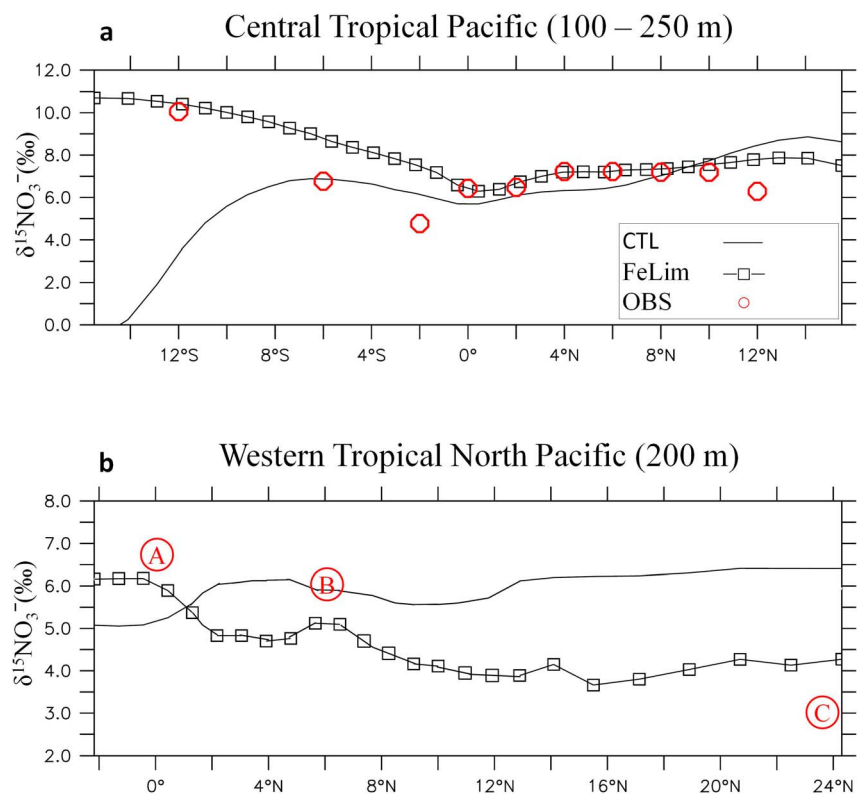 a Central Tropical Pacific (100 – 250 m)
12.0
10.0
8.0
6.0
4.0
2.0
0.0
δ¹⁵NO₃⁻(‰)
CTL
FeLim
OBS
12°S 8°S 4°S 0° 4°N 8°N 12°N
b Western Tropical North Pacific (200 m)
8.0
7.0
6.0
5.0
4.0
3.0
2.0
δ¹⁵NO₃⁻(‰)
A
B
C
0° 4°N 8°N 12°N 16°N 20°N 24°N